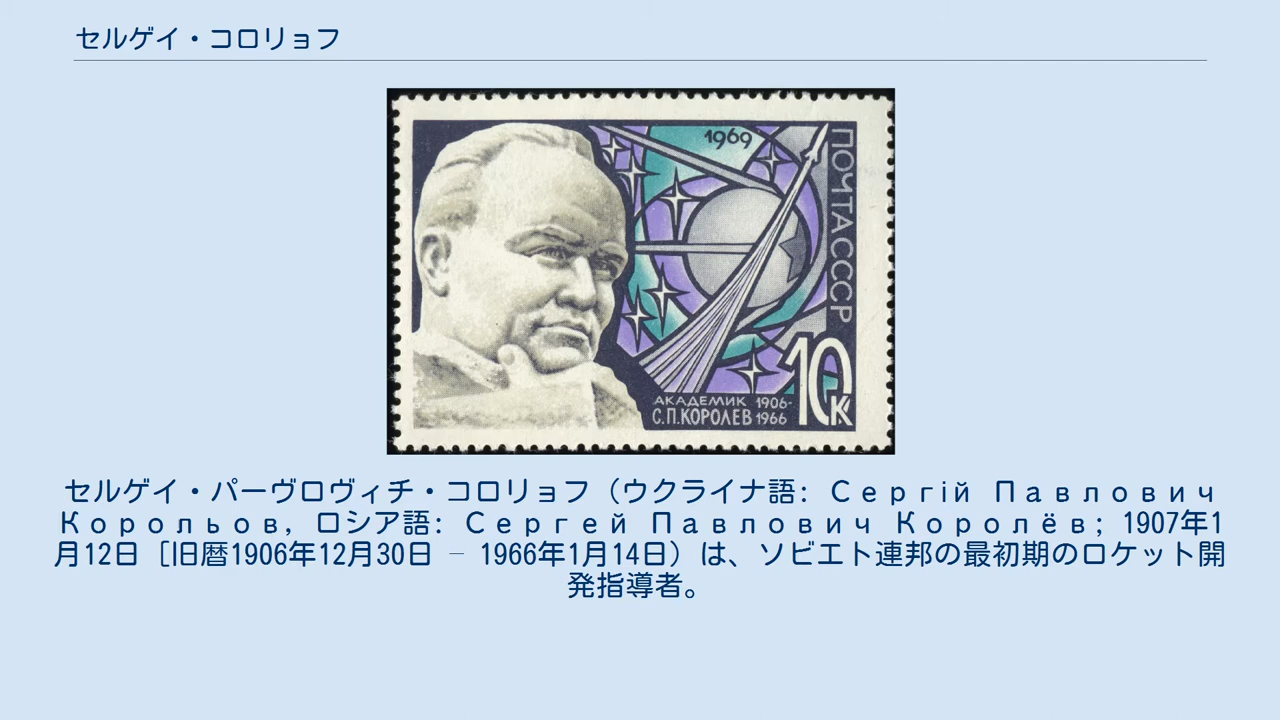 セルゲイ・コロリョフ
1969
ПОЧТА СССР
10к
АКАДЕМИК 1906-
С.П.КОРОЛЕВ 1966
セルゲイ・パーヴロヴィチ・コロリョフ（ウクライナ語: Сергій Павлович
Корольов, ロシア語: Сергей Павлович Королёв; 1907年1
月12日［旧暦1906年12月30日 – 1966年1月14日）は、ソビエト連邦の最初期のロケット開
発指導者。